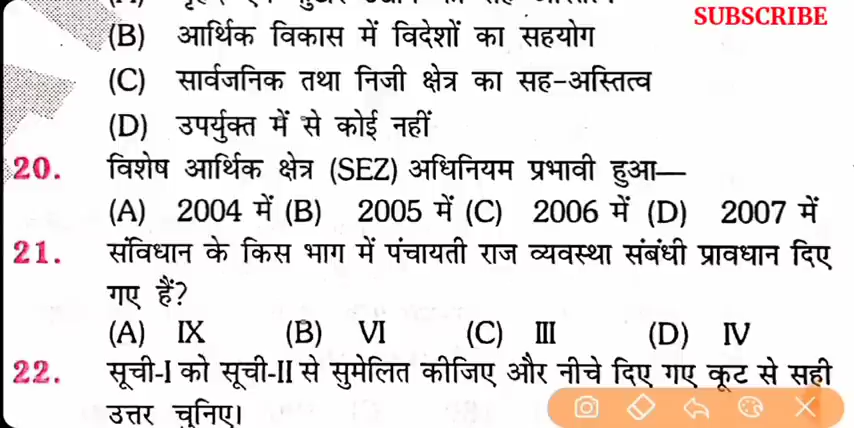 SUBSCRIBE
(B) आर्थिक विकास में विदेशों का सहयोग
(C) सार्वजनिक तथा निजी क्षेत्र का सह-अस्तित्व
(D) उपर्युक्त में से कोई नहीं
20. विशेष आर्थिक क्षेत्र (SEZ) अधिनियम प्रभावी हुआ—
(A) 2004 में (B) 2005 में (C) 2006 में (D) 2007 में
21. संविधान के किस भाग में पंचायती राज व्यवस्था संबंधी प्रावधान दिए
गए हैं?
(A) IX (B) VI (C) III (D) IV
22. सूची-I को सूची-II से सुमेलित कीजिए और नीचे दिए गए कूट से सही
उत्तर चुनिए।